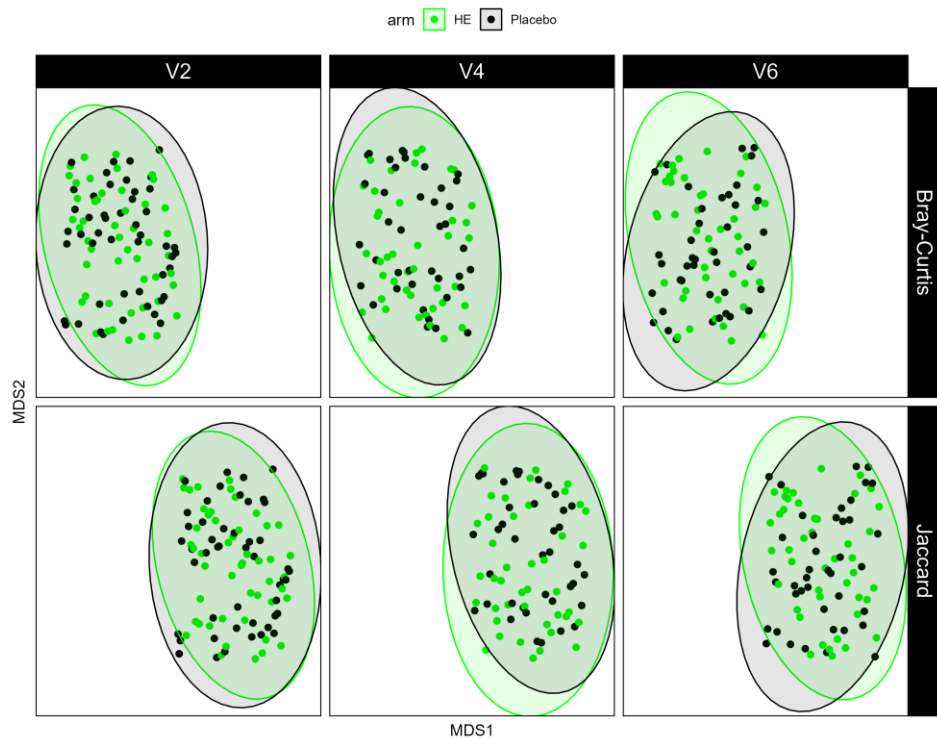 arm HE Placebo
V2 V4 V6
Bray-Curtis
MDS2
Jaccard
MDS1